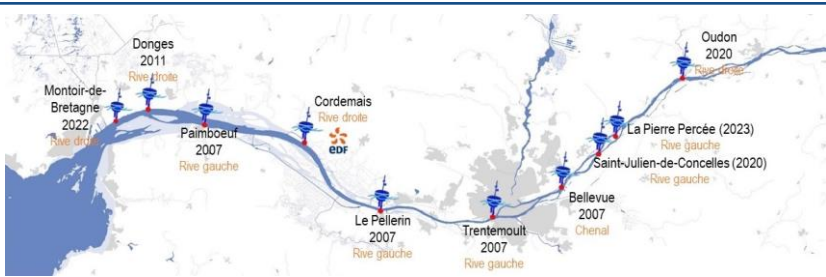 Montoir-de-
Bretagne
2022
Rive droite
Donges
2011
Rive droite
Paimboeuf
2007
Rive gauche
Cordemais
Rive droite
eDF
Le Pellerin
2007
Rive gauche
Trentemoult
2007
Rive gauche
Bellevue
2007
Chenal
Saint-Julien-de-Concelles (2020)
Rive gauche
La Pierre Percée (2023)
Rive gauche
Oudon
2020
Rive droite